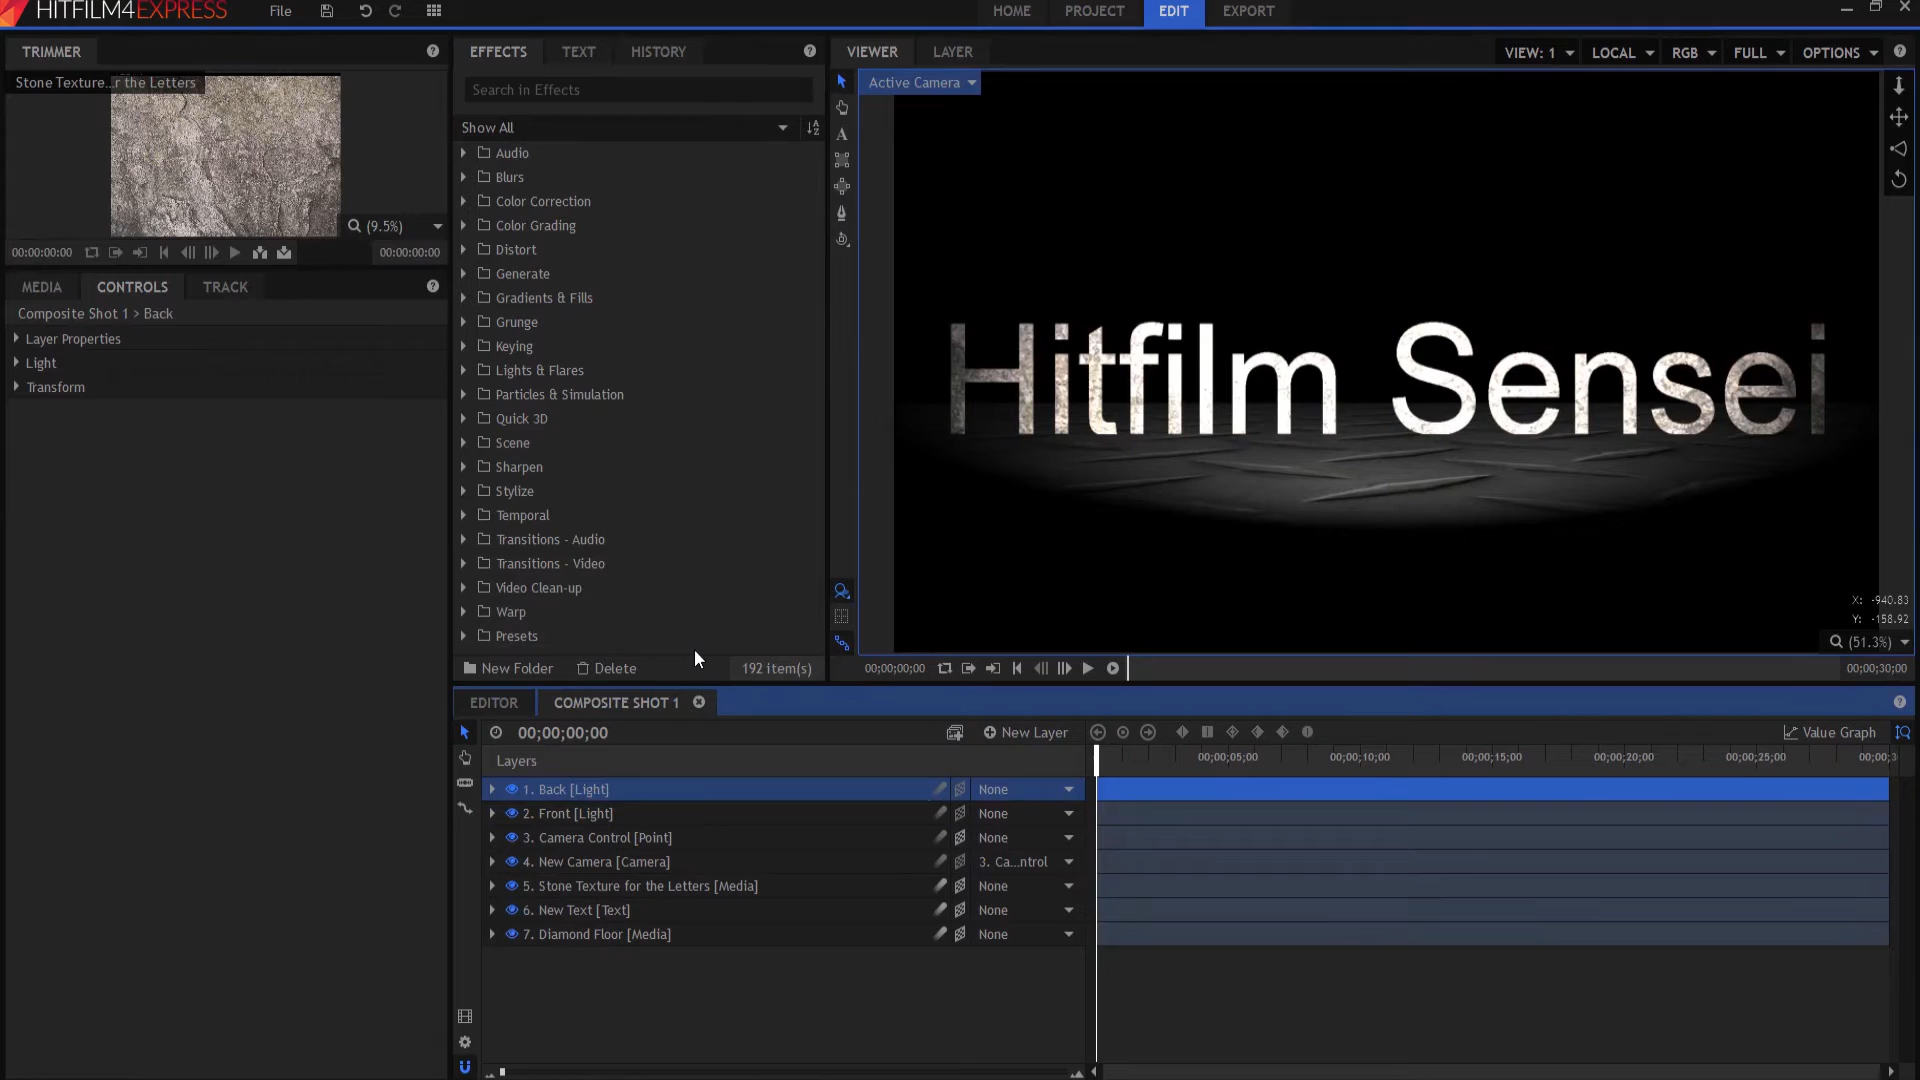 HITFILM4EXPRESS
File
HOME
PROJECT
EDIT
EXPORT
TRIMMER
Stone Texture...r the Letters
(9.5%)
00:00:00:00
00:00:00:00
MEDIA
CONTROLS
TRACK
Composite Shot 1 > Back
Layer Properties
Light
Transform
EFFECTS
TEXT
HISTORY
Search in Effects
Show All
Audio
Blurs
Color Correction
Color Grading
Distort
Generate
Gradients & Fills
Grunge
Keying
Lights & Flares
Particles & Simulation
Quick 3D
Scene
Sharpen
Stylize
Temporal
Transitions - Audio
Transitions - Video
Video Clean-up
Warp
Presets
New Folder
Delete
192 item(s)
VIEWER
LAYER
VIEW: 1
LOCAL
RGB
FULL
OPTIONS
Active Camera
A
Hitfilm Sensei
X: -940.83
Y: -158.92
(51.3%)
00;00;00;00
00;00;30;00
EDITOR
COMPOSITE SHOT 1
00;00;00;00
New Layer
Value Graph
Layers
00;00;05;00
00;00;10;00
00;00;15;00
00;00;20;00
00;00;25;00
00;00;3
1. Back [Light]
None
2. Front [Light]
None
3. Camera Control [Point]
None
4. New Camera [Camera]
3. Ca...ntrol
5. Stone Texture for the Letters [Media]
None
6. New Text [Text]
None
7. Diamond Floor [Media]
None